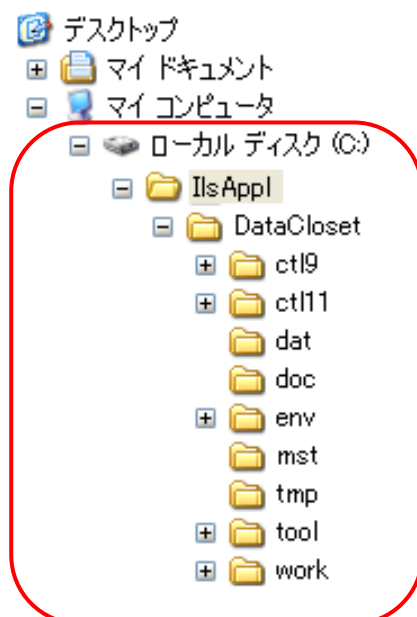 デスクトップ
マイ ドキュメント
マイ コンピュータ
ローカル ディスク (C:)
IlsAppl
DataCloset
ctl9
ctl11
dat
doc
env
mst
tmp
tool
work